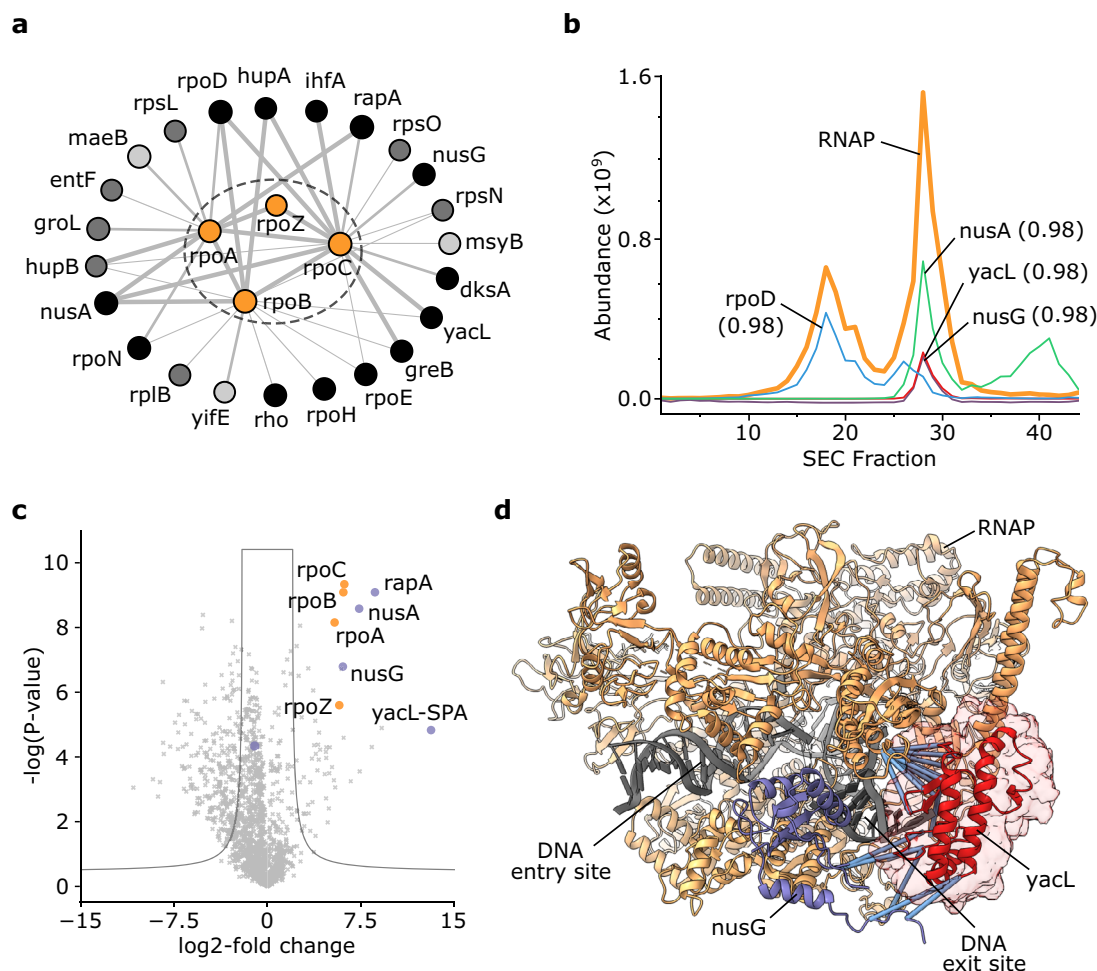 a
rpoD
hupA
ihfA
rapA
rpsL
rpsO
maeB
nusG
entF
rpsN
groL
rpoZ
msyB
rpoA
rpoC
hupB
dksA
rpoB
nusA
yacL
rpoN
greB
rplB
rpoE
yifE
rho
rpoH
b
1.6
RNAP
Abundance (x10⁹)
nusA (0.98)
0.8
yacL (0.98)
rpoD
(0.98)
nusG (0.98)
0.0
10
20
30
40
SEC Fraction
c
10
rpoC
rapA
rpoB
nusA
8
rpoA
-log(P-value)
nusG
6
rpoZ
yacL-SPA
4
2
0
−15
−7.5
0
7.5
15
log2-fold change
d
RNAP
DNA
entry site
yacL
nusG
DNA
exit site